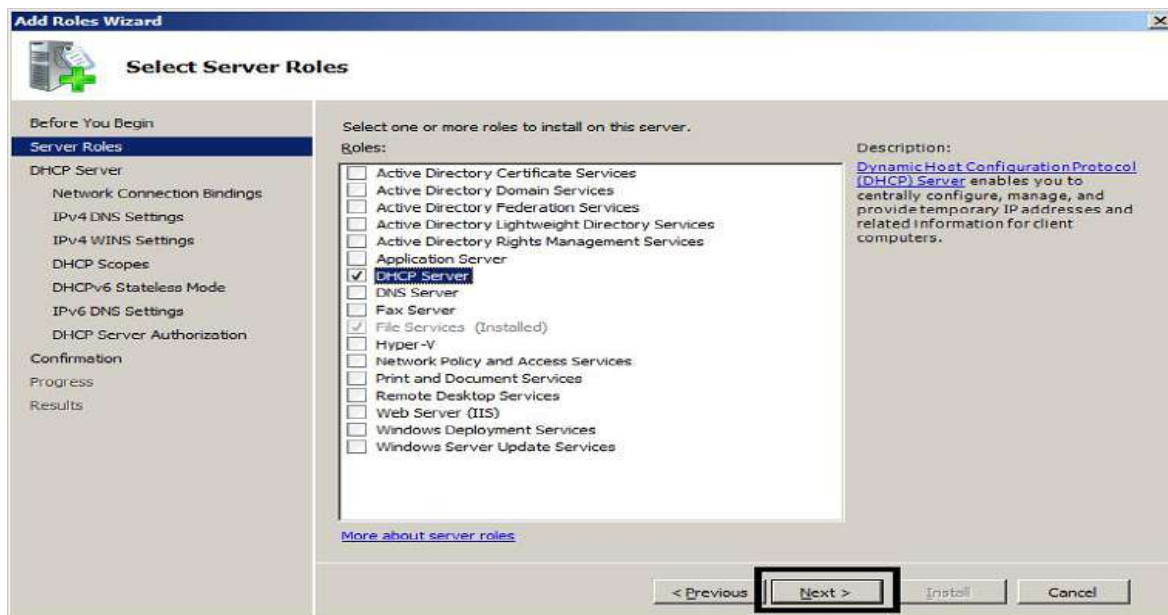 Add Roles Wizard
Select Server Roles
Before You Begin
Server Roles
DHCP Server
Network Connection Bindings
IPv4 DNS Settings
IPv4 WINS Settings
DHCP Scopes
DHCPv6 Stateless Mode
IPv6 DNS Settings
DHCP Server Authorization
Confirmation
Progress
Results
Select one or more roles to install on this server.
Roles:
Active Directory Certificate Services
Active Directory Domain Services
Active Directory Federation Services
Active Directory Lightweight Directory Services
Active Directory Rights Management Services
Application Server
DHCP Server
DNS Server
Fax Server
File Services (Installed)
Hyper-V
Network Policy and Access Services
Print and Document Services
Remote Desktop Services
Web Server (IIS)
Windows Deployment Services
Windows Server Update Services
More about server roles
Description:
Dynamic Host Configuration Protocol
(DHCP) Server enables you to
centrally configure, manage, and
provide temporary IP addresses and
related information for client
computers.
< Previous
Next >
Install
Cancel